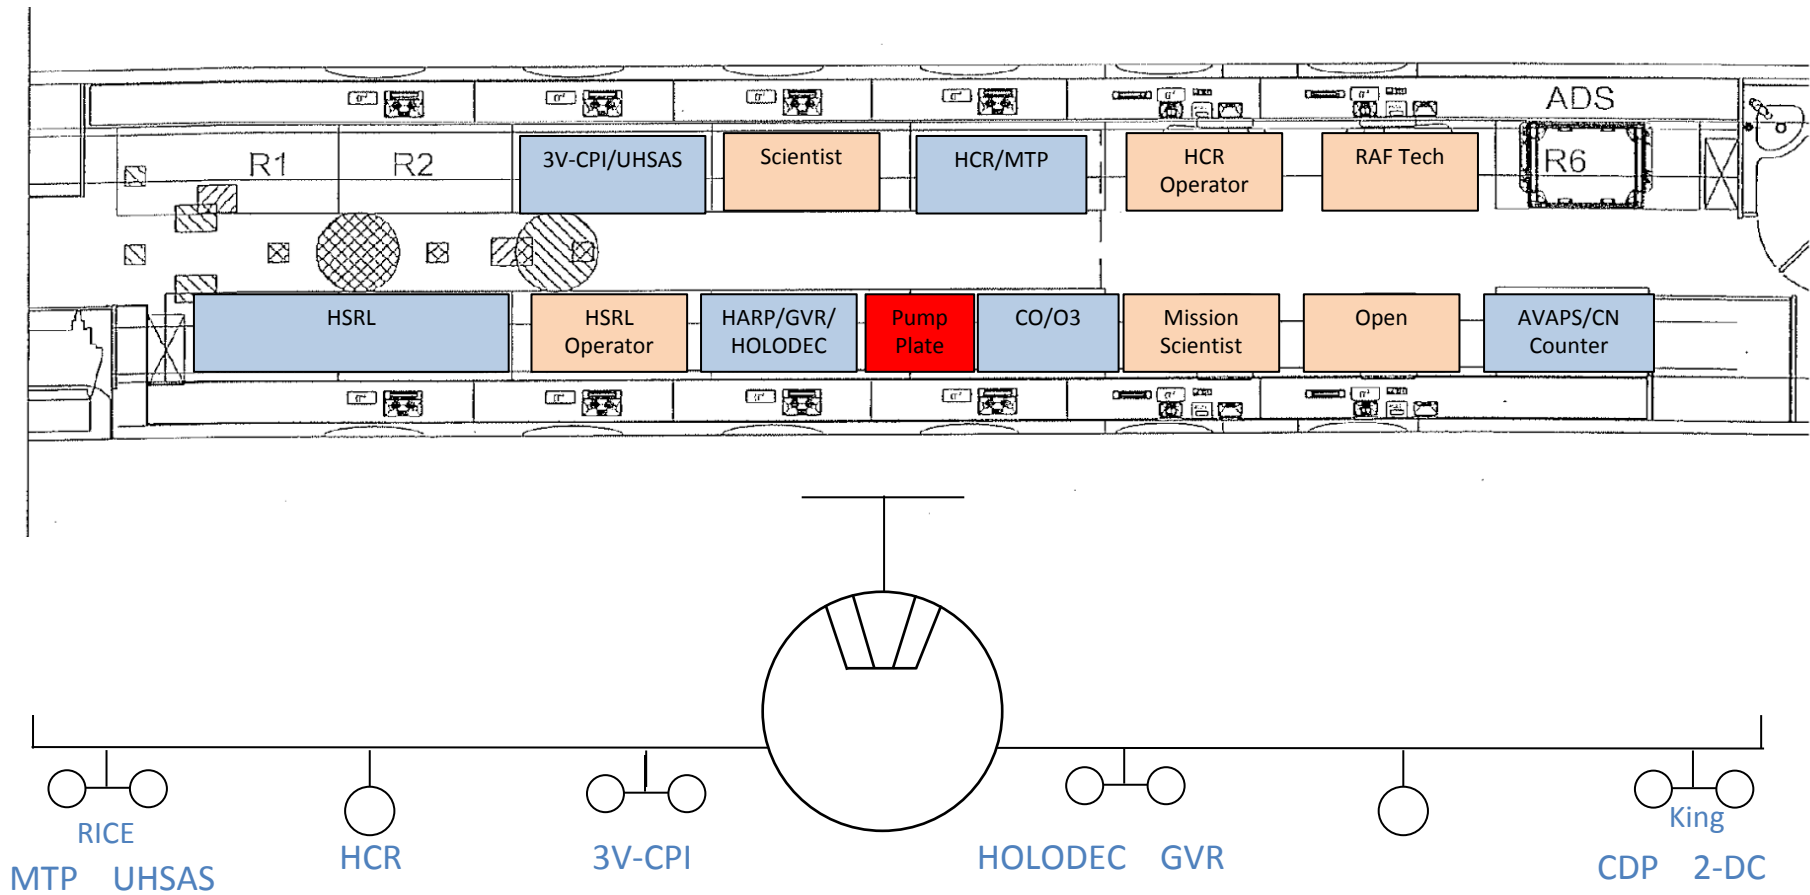 ADS
R1
R2
3V-CPI/UHSAS
Scientist
HCR/MTP
HCR
Operator
RAF Tech
R6
HSRL
HSRL
Operator
HARP/GVR/
HOLODEC
Pump
Plate
CO/O3
Mission
Scientist
Open
AVAPS/CN
Counter
RICE
MTP UHSAS
HCR
3V-CPI
HOLODEC GVR
King
CDP 2-DC